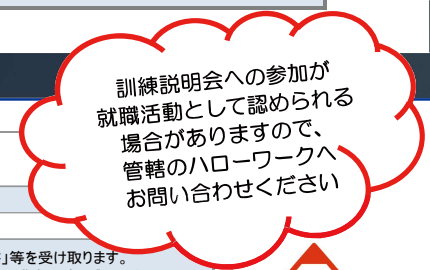 訓練説明会への参加が
就職活動として認められる
場合がありますので、
管轄のハローワークへ
お問い合わせください
」等を受け取ります。